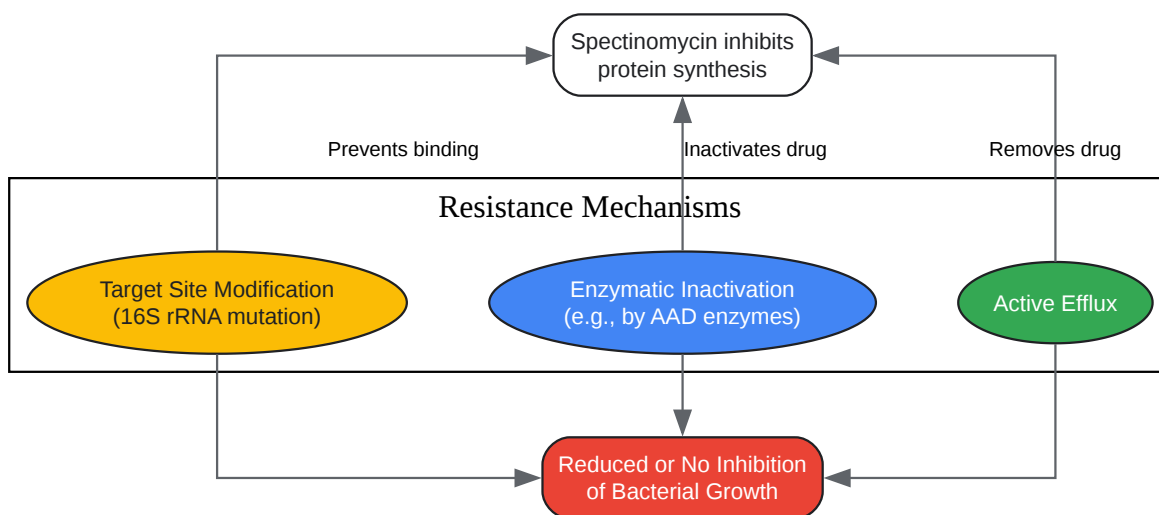 Spectinomycin inhibits
protein synthesis
Prevents binding
Inactivates drug
Removes drug
Resistance Mechanisms
Target Site Modification
(16S rRNA mutation)
Enzymatic Inactivation
(e.g., by AAD enzymes)
Active Efflux
Reduced or No Inhibition
of Bacterial Growth